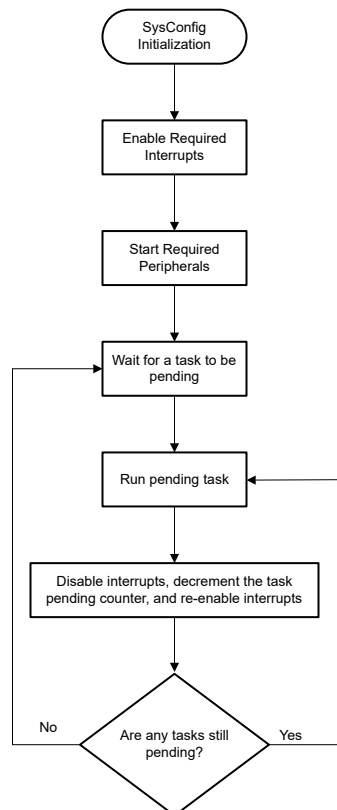 SysConfig
Initialization
Enable Required
Interrupts
Start Required
Peripherals
Wait for a task to be
pending
Run pending task
Disable interrupts, decrement the task
pending counter, and re-enable interrupts
Are any tasks still
pending?
No
Yes